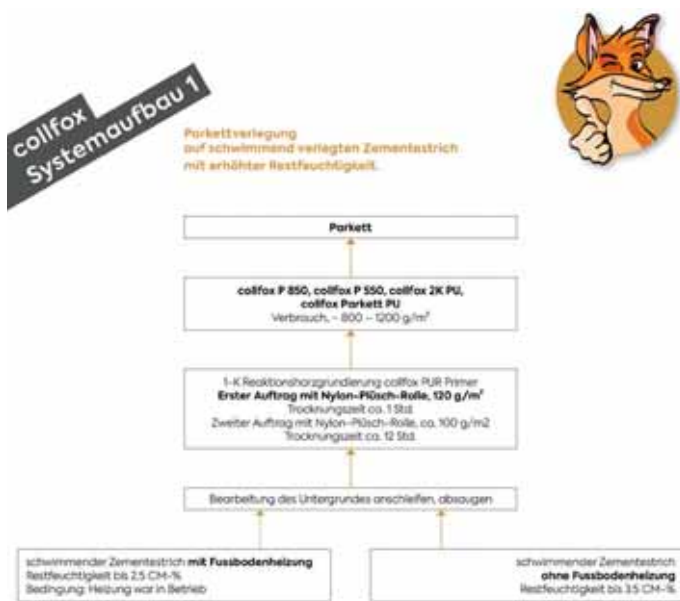 collfox
Systemaufbau 1
Parkettverlegung
auf schwimmend verlegten Zementestrich
mit erhöhter Restfeuchtigkeit.
Parkett
collfox P 850, collfox P 550, collfox 2K PU,
collfox Parkett PU
Verbrauch, ~ 800 – 1200 g/m²
1-K Reaktionsharzgrundierung collfox PUR Primer
Erster Auftrag mit Nylon-Plüsch-Rolle, 120 g/m²
Trocknungszeit ca. 1 Std.
Zweiter Auftrag mit Nylon-Plüsch-Rolle, ca. 100 g/m2
Trocknungszeit ca. 12 Std.
Bearbeitung des Untergrundes anschleifen, absaugen
schwimmender Zementestrich mit Fussbodenheizung
Restfeuchtigkeit bis 2.5 CM-%
Bedingung: Heizung war in Betrieb
schwimmender Zementestrich
ohne Fussbodenheizung
Restfeuchtigkeit bis 3.5 CM-%